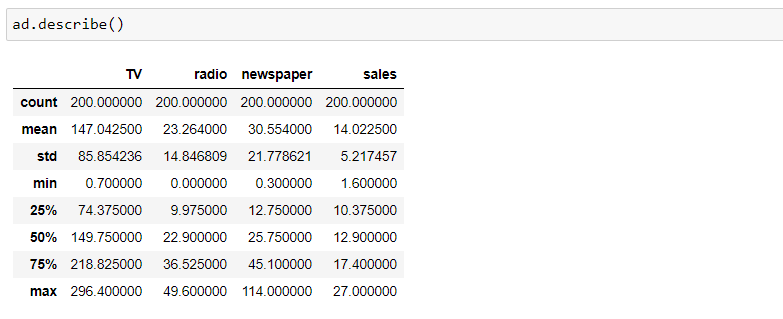 ad.describe()
TV radio newspaper sales
count 200.000000 200.000000 200.000000 200.000000
mean 147.042500 23.264000 30.554000 14.022500
std 85.854236 14.846809 21.778621 5.217457
min 0.700000 0.000000 0.300000 1.600000
25% 74.375000 9.975000 12.750000 10.375000
50% 149.750000 22.900000 25.750000 12.900000
75% 218.825000 36.525000 45.100000 17.400000
max 296.400000 49.600000 114.000000 27.000000